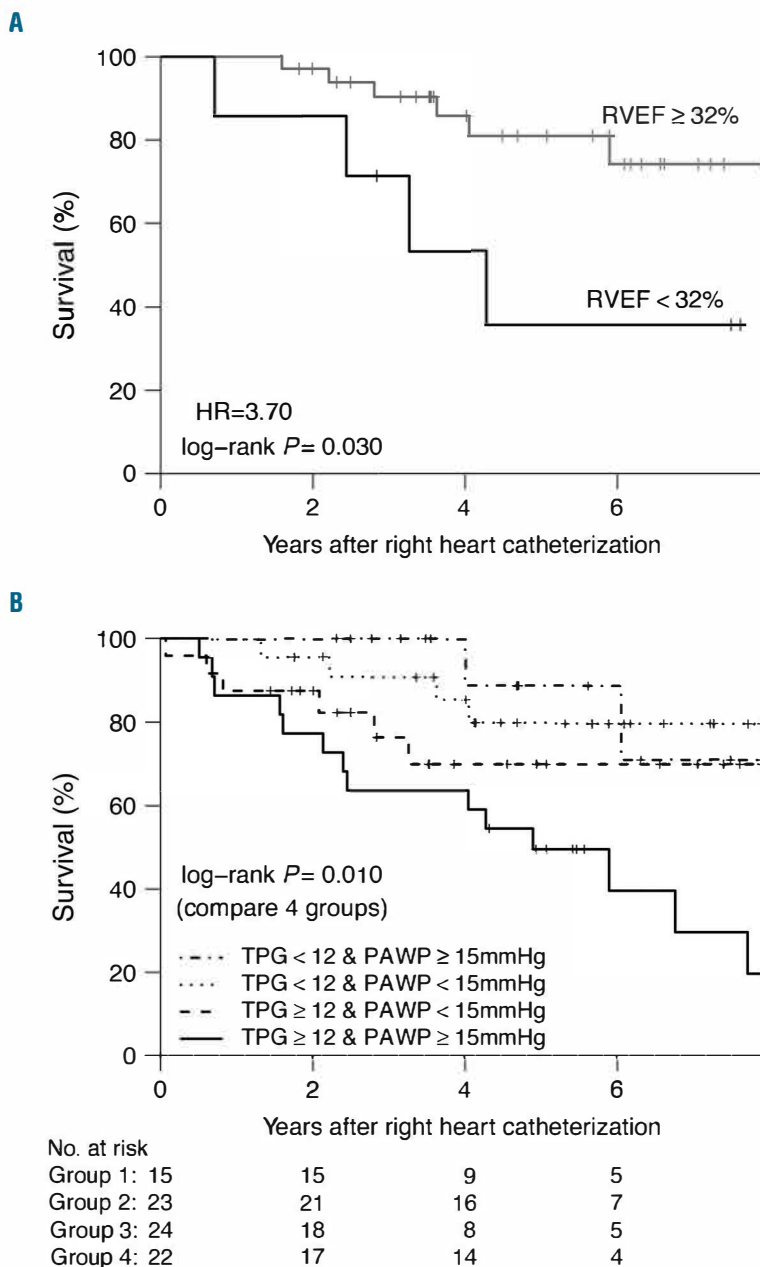 A
100
80
60
40
20
0
Survival (%)
RVEF ≥ 32%
RVEF < 32%
HR=3.70
log–rank P= 0.030
0 2 4 6
Years after right heart catheterization
B
100
80
60
40
20
0
Survival (%)
log–rank P= 0.010
(compare 4 groups)
TPG < 12 & PAWP ≥ 15mmHg
TPG < 12 & PAWP < 15mmHg
TPG ≥ 12 & PAWP < 15mmHg
TPG ≥ 12 & PAWP ≥ 15mmHg
0 2 4 6
Years after right heart catheterization
No. at risk
Group 1: 15 15 9 5
Group 2: 23 21 16 7
Group 3: 24 18 8 5
Group 4: 22 17 14 4